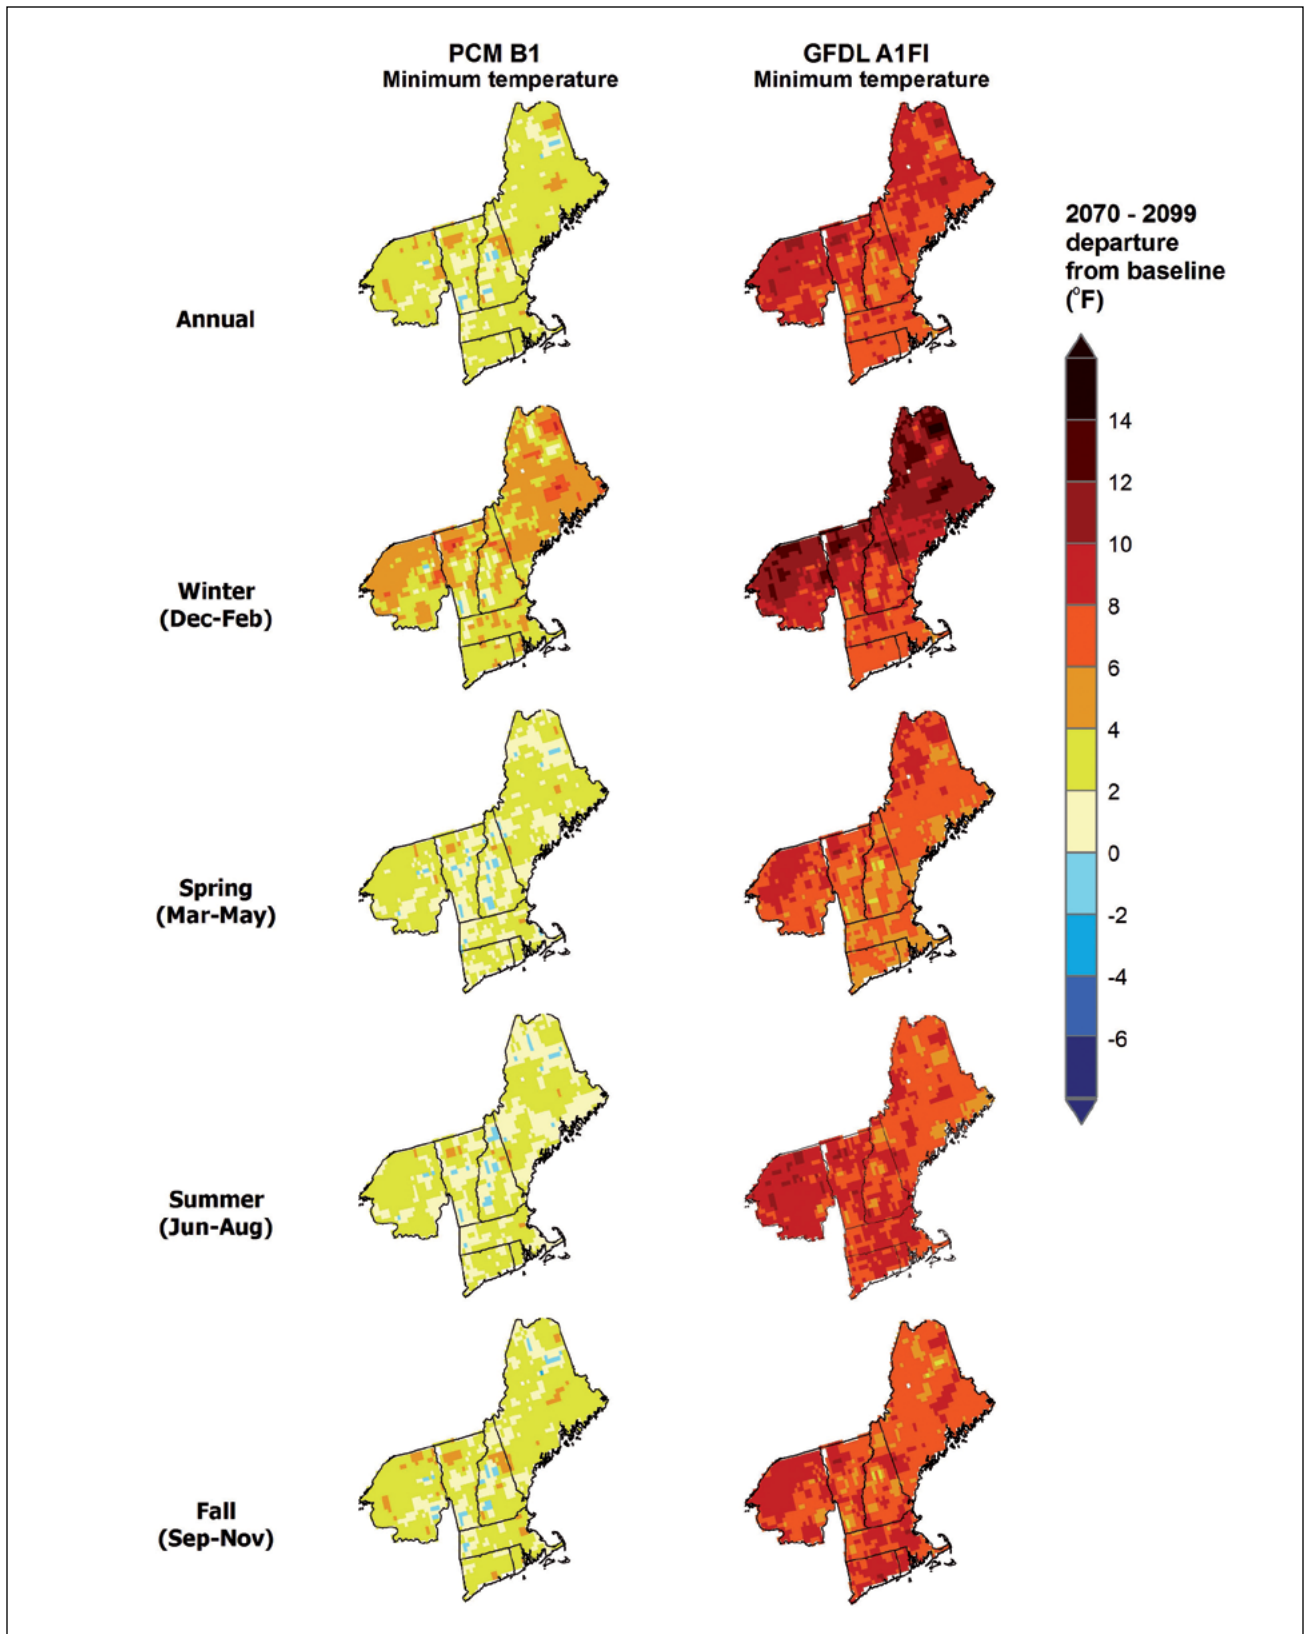 PCM B1
Minimum temperature
GFDL A1FI
Minimum temperature
2070 - 2099
departure
from baseline
(°F)
Annual
14
12
10
8
6
4
2
0
-2
-4
-6
Winter
(Dec-Feb)
Spring
(Mar-May)
Summer
(Jun-Aug)
Fall
(Sep-Nov)